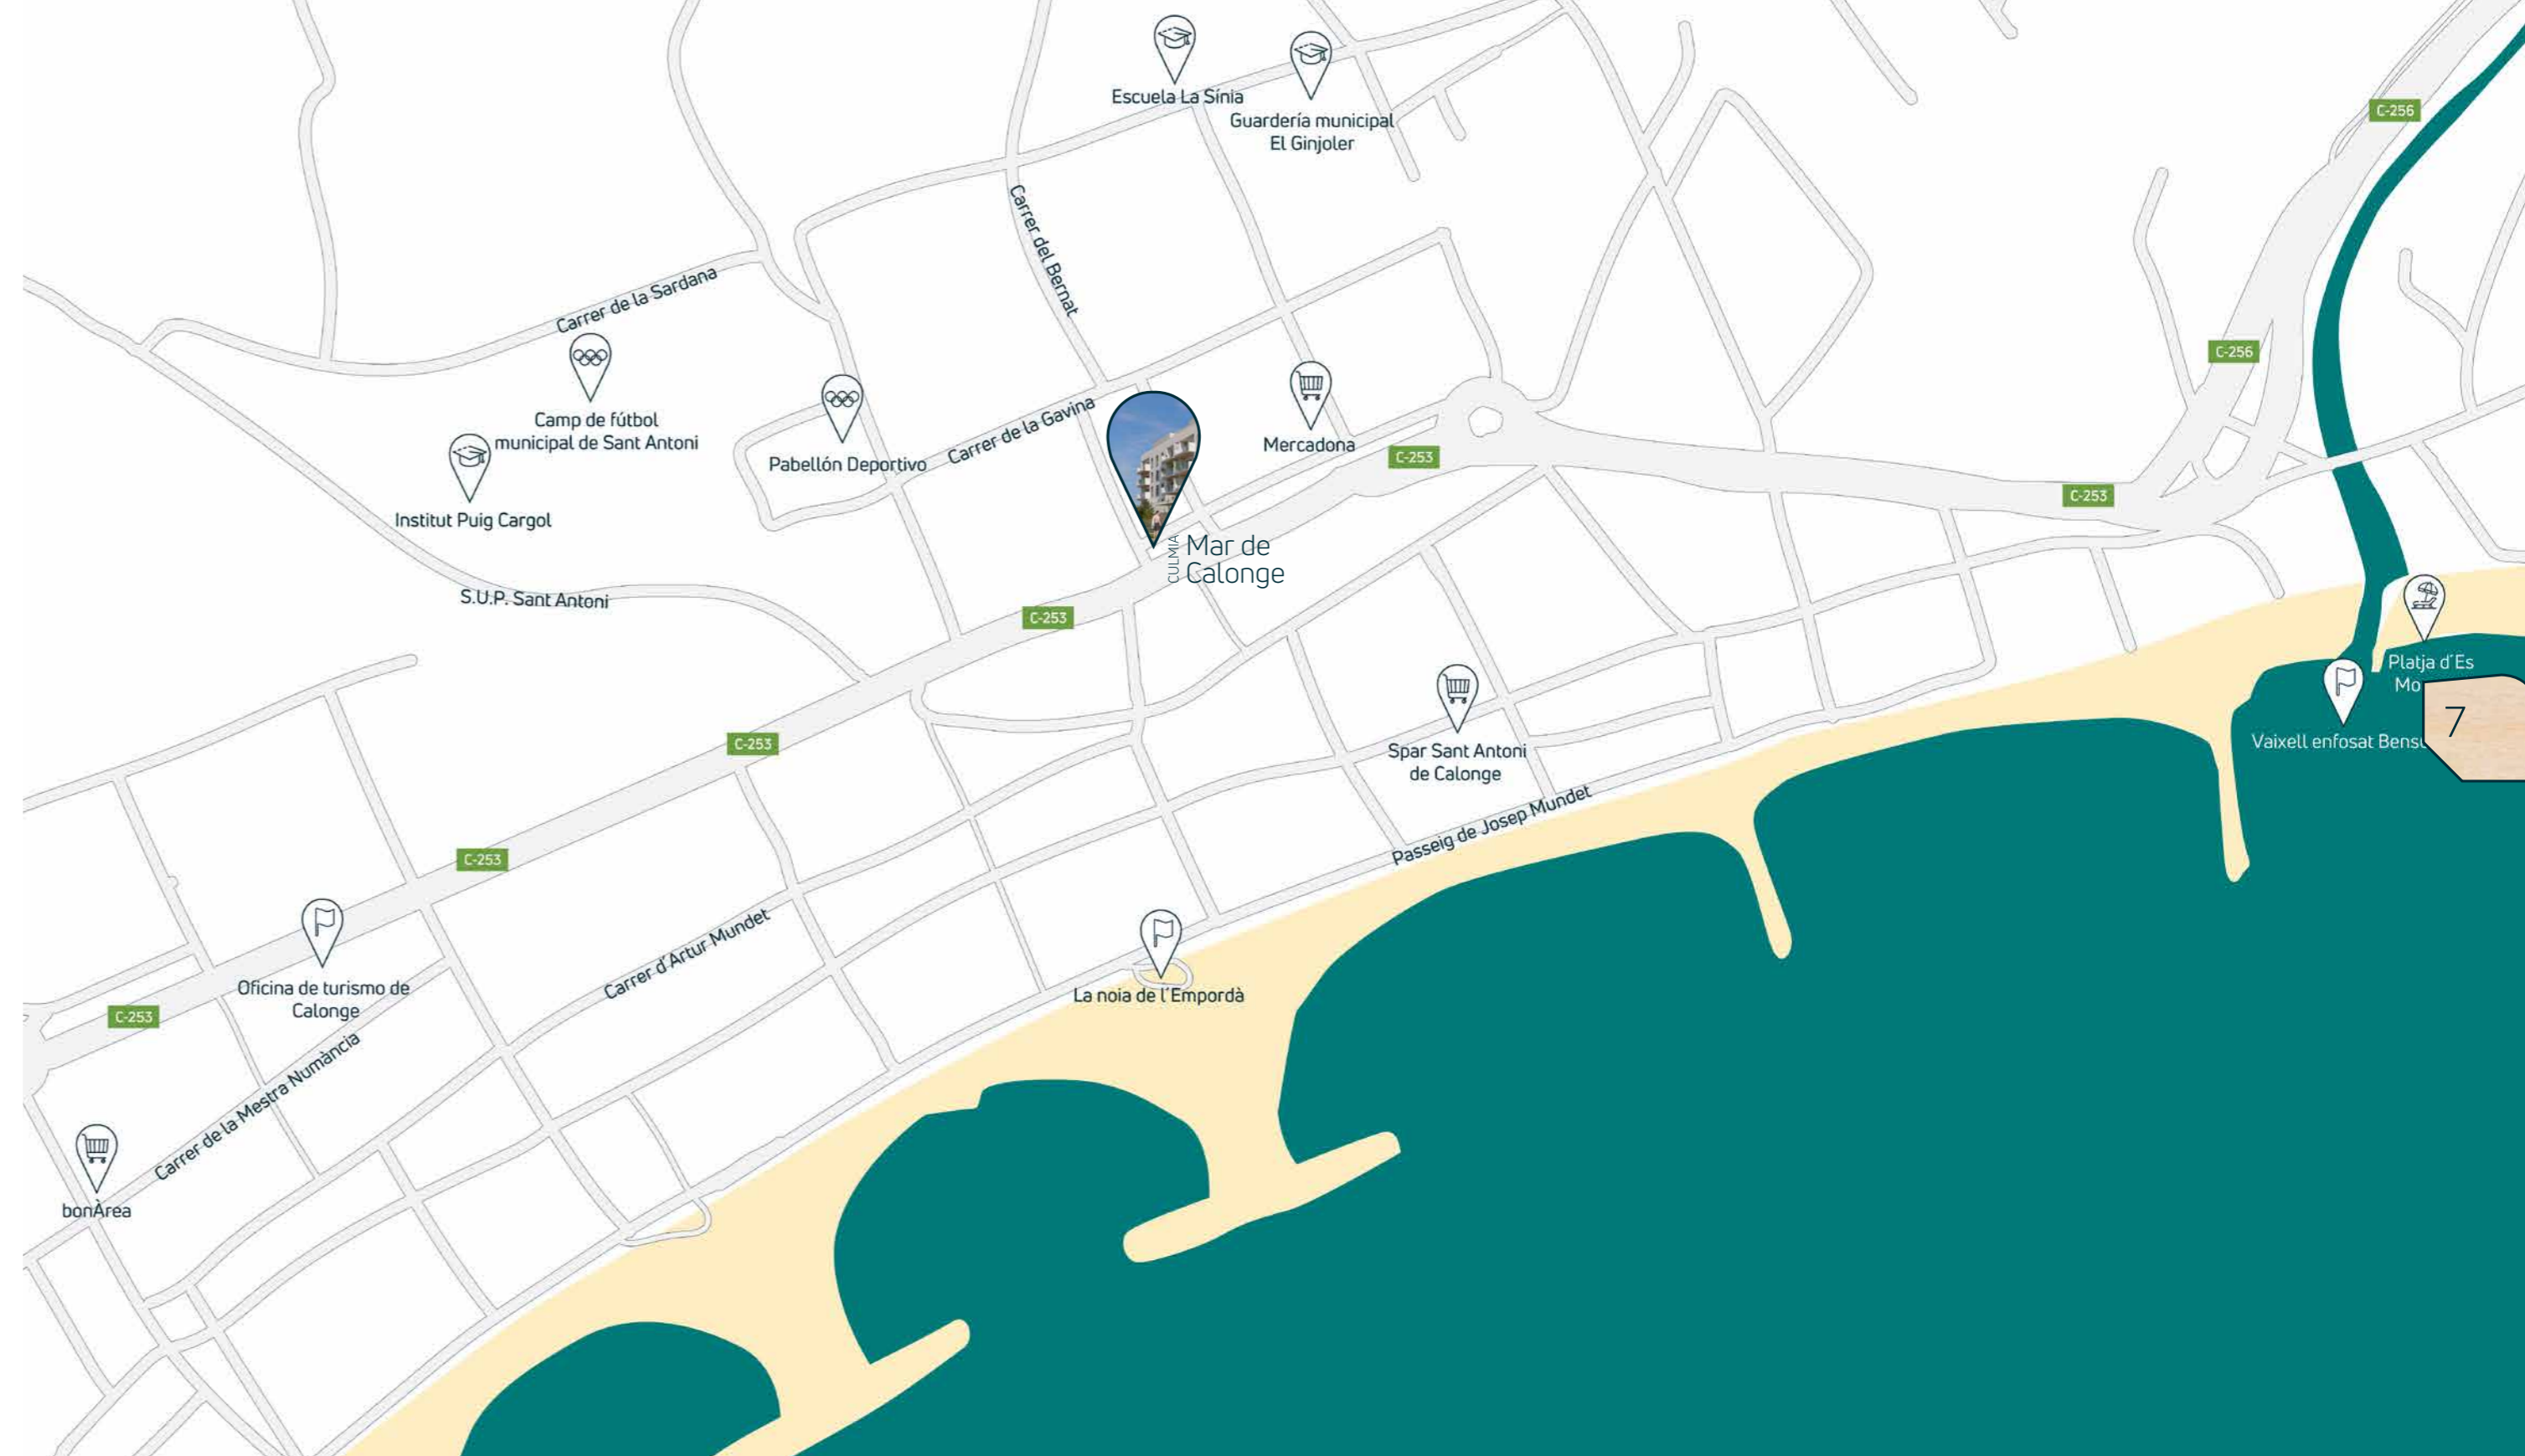 Escuela La Sínia
Guardería municipal
El Ginjoler
C-256
Carrer del Bernat
Carrer de la Sardana
C-256
Camp de fútbol
municipal de Sant Antoni
Carrer de la Gavina
Mercadona
C-253
Pabellón Deportivo
C-253
Institut Puig Cargol
CULMIA
Mar de
Calonge
S.U.P. Sant Antoni
C-253
Platja d'Es
7
C-253
Spar Sant Antoni
de Calonge
Vaixell enfosat
Passeig de Josep Mundet
C-253
Carrer d'Artur Mundet
Oficina de turismo de
Calonge
La noia de l'Empordà
C-253
Carrer de la Mestra Numància
bonÀrea